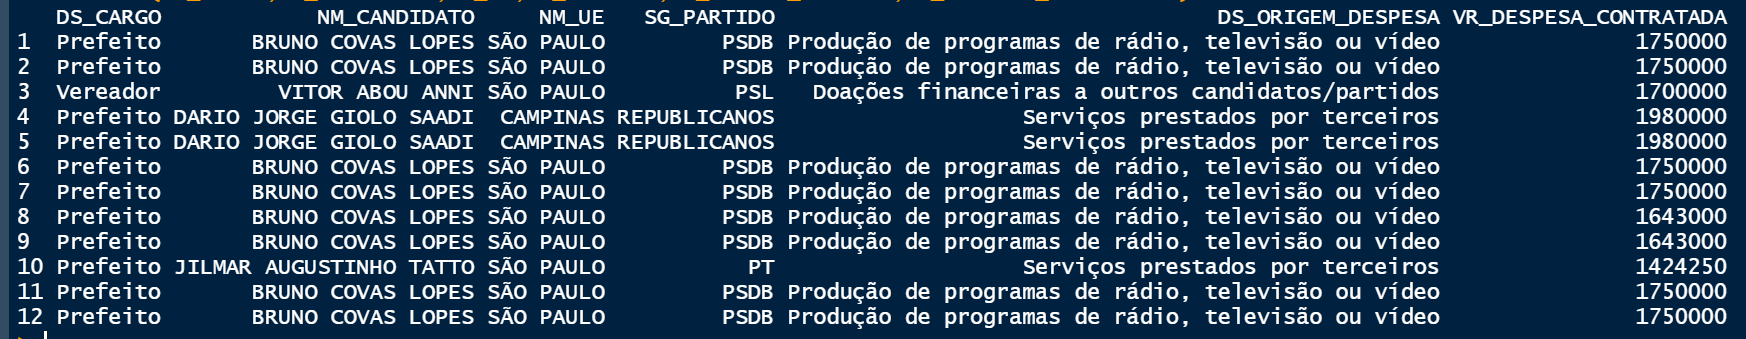 DS_CARGO NM_CANDIDATO NM_UE SG_PARTIDO DS_ORIGEM_DESPESA VR_DESPESA_CONTRATADA
1 Prefeito BRUNO COVAS LOPES SÃO PAULO PSDB Produção de programas de rádio, televisão ou vídeo 1750000
2 Prefeito BRUNO COVAS LOPES SÃO PAULO PSDB Produção de programas de rádio, televisão ou vídeo 1750000
3 Vereador VITOR ABOU ANNI SÃO PAULO PSL Doações financeiras a outros candidatos/partidos 1700000
4 Prefeito DARIO JORGE GIOLO SAADI CAMPINAS REPUBLICANOS Serviços prestados por terceiros 1980000
5 Prefeito DARIO JORGE GIOLO SAADI CAMPINAS REPUBLICANOS Serviços prestados por terceiros 1980000
6 Prefeito BRUNO COVAS LOPES SÃO PAULO PSDB Produção de programas de rádio, televisão ou vídeo 1750000
7 Prefeito BRUNO COVAS LOPES SÃO PAULO PSDB Produção de programas de rádio, televisão ou vídeo 1750000
8 Prefeito BRUNO COVAS LOPES SÃO PAULO PSDB Produção de programas de rádio, televisão ou vídeo 1643000
9 Prefeito BRUNO COVAS LOPES SÃO PAULO PSDB Produção de programas de rádio, televisão ou vídeo 1643000
10 Prefeito JILMAR AUGUSTINHO TATTO SÃO PAULO PT Serviços prestados por terceiros 1424250
11 Prefeito BRUNO COVAS LOPES SÃO PAULO PSDB Produção de programas de rádio, televisão ou vídeo 1750000
12 Prefeito BRUNO COVAS LOPES SÃO PAULO PSDB Produção de programas de rádio, televisão ou vídeo 1750000